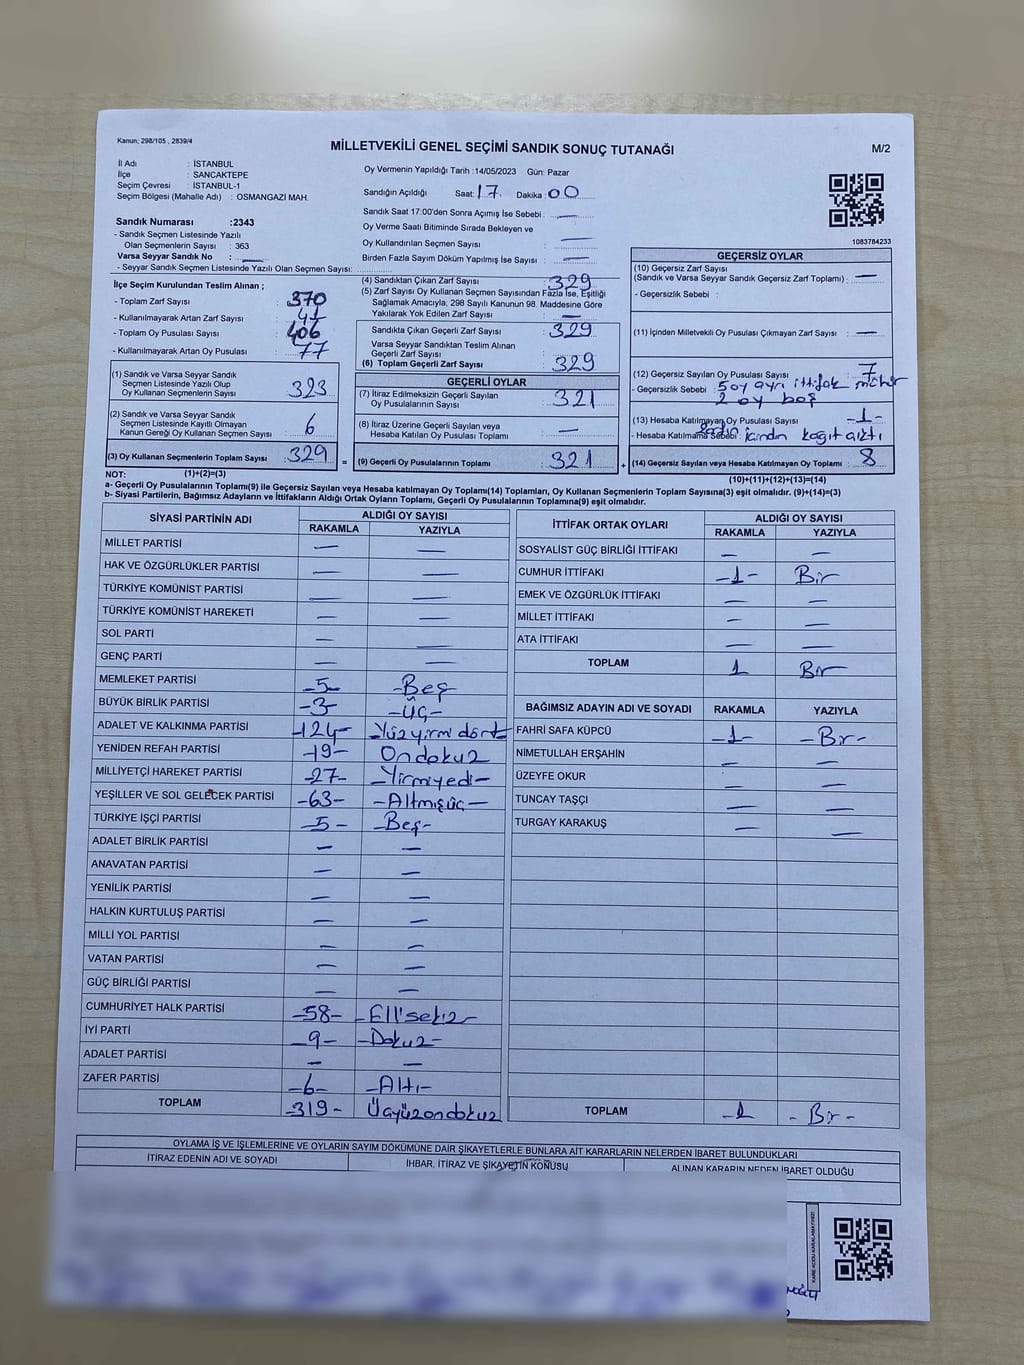 Kanun; 298/105 , 2839/4
MİLLETVEKİLİ GENEL SEÇİMİ SANDIK SONUÇ TUTANAĞI
M/2
İl Adı : İSTANBUL
İlçe : SANCAKTEPE
Seçim Çevresi : İSTANBUL-1
Seçim Bölgesi (Mahalle Adı) : OSMANGAZI MAH.
Sandık Numarası :2343
- Sandık Seçmen Listesinde Yazılı
Olan Seçmenlerin Sayısı : 363
Varsa Seyyar Sandık No : —
- Seyyar Sandık Seçmen Listesinde Yazılı Olan Seçmen Sayısı:
Oy Vermenin Yapıldığı Tarih :14/05/2023 Gün: Pazar
Sandığın Açıldığı Saat: 17 Dakika: 00
Sandık Saat 17:00'den Sonra Açımış İse Sebebi : —
Oy Verme Saati Bitiminde Sırada Bekleyen ve
Oy Kullandırılan Seçmen Sayısı : —
Birden Fazla Sayım Döküm Yapılmış İse Sayısı : —
1083784233
İlçe Seçim Kurulundan Teslim Alınan ;
- Toplam Zarf Sayısı : 370
- Kullanılmayarak Artan Zarf Sayısı : 41
- Toplam Oy Pusulası Sayısı : 406
- Kullanılmayarak Artan Oy Pusulası : 77
(4) Sandıktan Çıkan Zarf Sayısı : 329
(5) Zarf Sayısı Oy Kullanan Seçmen Sayısından Fazla İse, Eşitliği
Sağlamak Amacıyla; 298 Sayılı Kanunun 98. Maddesine Göre
Yakılarak Yok Edilen Zarf Sayısı : —
Sandıkta Çıkan Geçerli Zarf Sayısı : 329
Varsa Seyyar Sandıktan Teslim Alınan
Geçerli Zarf Sayısı
(6) Toplam Geçerli Zarf Sayısı : 329
(1) Sandık ve Varsa Seyyar Sandık
Seçmen Listesinde Yazılı Olup
Oy Kullanan Seçmenlerin Sayısı : 323
(2) Sandık ve Varsa Seyyar Sandık
Seçmen Listesinde Kayıtlı Olmayan
Kanun Gereği Oy Kullanan Seçmen Sayısı : 6
(3) Oy Kullanan Seçmenlerin Toplam Sayısı : 329
GEÇERLİ OYLAR
(7) İtiraz Edilmeksizin Geçerli Sayılan
Oy Pusulalarının Sayısı : 321
(8) İtiraz Üzerine Geçerli Sayılan veya
Hesaba Katılan Oy Pusulası Toplamı : —
= (9) Geçerli Oy Pusulalarının Toplamı : 321
GEÇERSİZ OYLAR
(10) Geçersiz Zarf Sayısı
(Sandık ve Varsa Seyyar Sandık Geçersiz Zarf Toplamı) : —
- Geçersizlik Sebebi :
(11) İçinden Milletvekili Oy Pusulası Çıkmayan Zarf Sayısı : —
(12) Geçersiz Sayılan Oy Pusulası Sayısı : 7
- Geçersizlik Sebebi : 5 oy ayrı ittifak mühür
2 oy boş
(13) Hesaba Katılmayan Oy Pusulası Sayısı : -1-
- Hesaba Katılmama Sebebi : içinden kağıt çıktı
+ (14) Geçersiz Sayılan veya Hesaba Katılmayan Oy Toplamı : 8
NOT: (1)+(2)=(3)
(10)+(11)+(12)+(13)=(14)
a- Geçerli Oy Pusulalarının Toplamı(9) ile Geçersiz Sayılan veya Hesaba katılmayan Oy Toplamı(14) Toplamları, Oy Kullanan Seçmenlerin Toplam Sayısına(3) eşit olmalıdır. (9)+(14)=(3)
b- Siyasi Partilerin, Bağımsız Adayların ve İttifakların Aldığı Ortak Oyların Toplamı, Geçerli Oy Pusulalarının Toplamına(9) eşit olmalıdır.
SİYASİ PARTİNİN ADI ALDIĞI OY SAYISI
RAKAMLA YAZIYLA
MİLLET PARTİSİ — —
HAK VE ÖZGÜRLÜKLER PARTİSİ — —
TÜRKİYE KOMÜNİST PARTİSİ — —
TÜRKİYE KOMÜNİST HAREKETİ — —
SOL PARTİ — —
GENÇ PARTİ — —
MEMLEKET PARTİSİ -5- -Beş
BÜYÜK BİRLİK PARTİSİ -3- -Üç-
ADALET VE KALKINMA PARTİSİ -124- -Yüzyirmi dört
YENİDEN REFAH PARTİSİ -19- Ondokuz
MİLLİYETÇİ HAREKET PARTİSİ -27- -Yirmiyedi-
YEŞİLLER VE SOL GELECEK PARTİSİ -63- -Altmışüç-
TÜRKİYE İŞÇİ PARTİSİ -5- -Beş-
ADALET BİRLİK PARTİSİ — —
ANAVATAN PARTİSİ — —
YENİLİK PARTİSİ — —
HALKIN KURTULUŞ PARTİSİ — —
MİLLİ YOL PARTİSİ — —
VATAN PARTİSİ — —
GÜÇ BİRLİĞİ PARTİSİ — —
CUMHURİYET HALK PARTİSİ -58- -Elli sekiz-
İYİ PARTİ -9- -Dokuz-
ADALET PARTİSİ — —
ZAFER PARTİSİ -6- -Altı-
TOPLAM -319- Üçyüzondokuz
İTTİFAK ORTAK OYLARI ALDIĞI OY SAYISI
RAKAMLA YAZIYLA
SOSYALİST GÜÇ BİRLİĞİ İTTİFAKI — —
CUMHUR İTTİFAKI -1- Bir
EMEK VE ÖZGÜRLÜK İTTİFAKI — —
MİLLET İTTİFAKI — —
ATA İTTİFAKI — —
TOPLAM 1 Bir
BAĞIMSIZ ADAYIN ADI VE SOYADI RAKAMLA YAZIYLA
FAHRİ SAFA KÜPCÜ -1- -Bir-
NİMETULLAH ERŞAHİN — —
ÜZEYFE OKUR — —
TUNCAY TAŞÇI — —
TURGAY KARAKUŞ — —
TOPLAM -1- -Bir-
OYLAMA İŞ VE İŞLEMLERİNE VE OYLARIN SAYIM DÖKÜMÜNE DAİR ŞİKAYETLERLE BUNLARA AİT KARARLARIN NELERDEN İBARET BULUNDUKLARI
İTİRAZ EDENİN ADI VE SOYADI İHBAR, İTİRAZ VE ŞİKAYETİN KONUSU ALINAN KARARIN NEDEN İBARET OLDUĞU